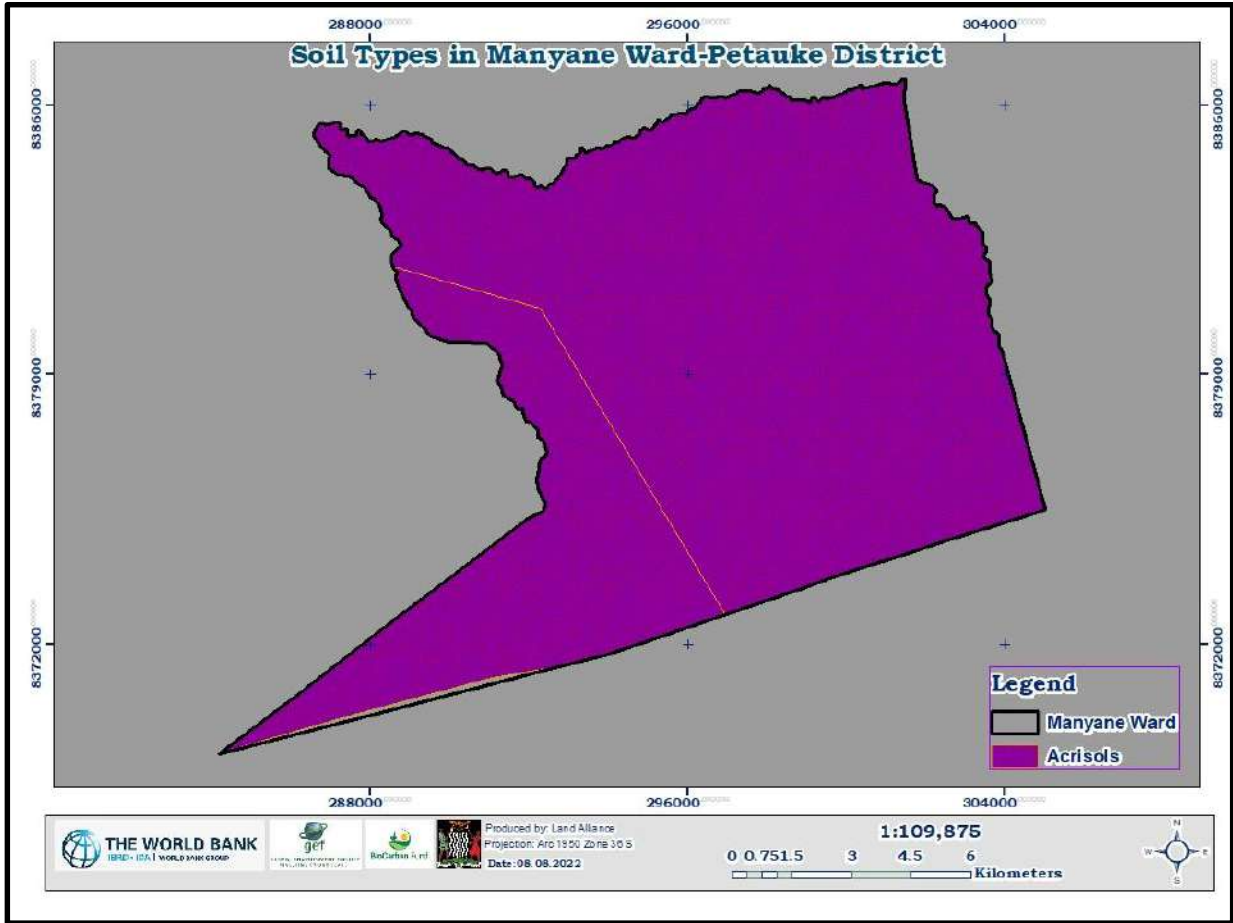 288000 296000 304000
Soil Types in Manyane Ward-Petauke District
8386000 8386000
8379000 8379000
8372000 8372000
Legend
Manyane Ward
Acrisols
288000 296000 304000
THE WORLD BANK
IBRD • IDA | WORLD BANK GROUP
gef
BioCarbon Fund
Produced by: Land Alliance
Projection: Arc 1950 Zone 36 S
Date: 08.08.2022
1:109,875
0 0.751.5 3 4.5 6
Kilometers
N
W E
S